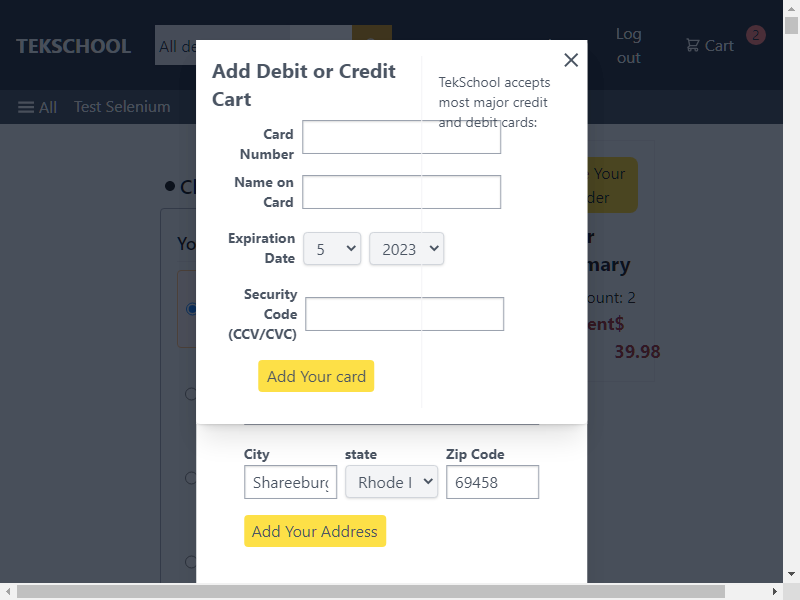 TEKSCHOOL
All de
Log out
Cart
2
All
Test Selenium
Add Debit or Credit
Cart
TekSchool accepts
most major credit
and debit cards:
Card
Number
Name on
Card
Expiration
Date
5
2023
Security
Code
(CCV/CVC)
Add Your card
Your
der
r
mary
ount: 2
ent$
39.98
Yo
City
state
Zip Code
Shareeburg
Rhode I
69458
Add Your Address